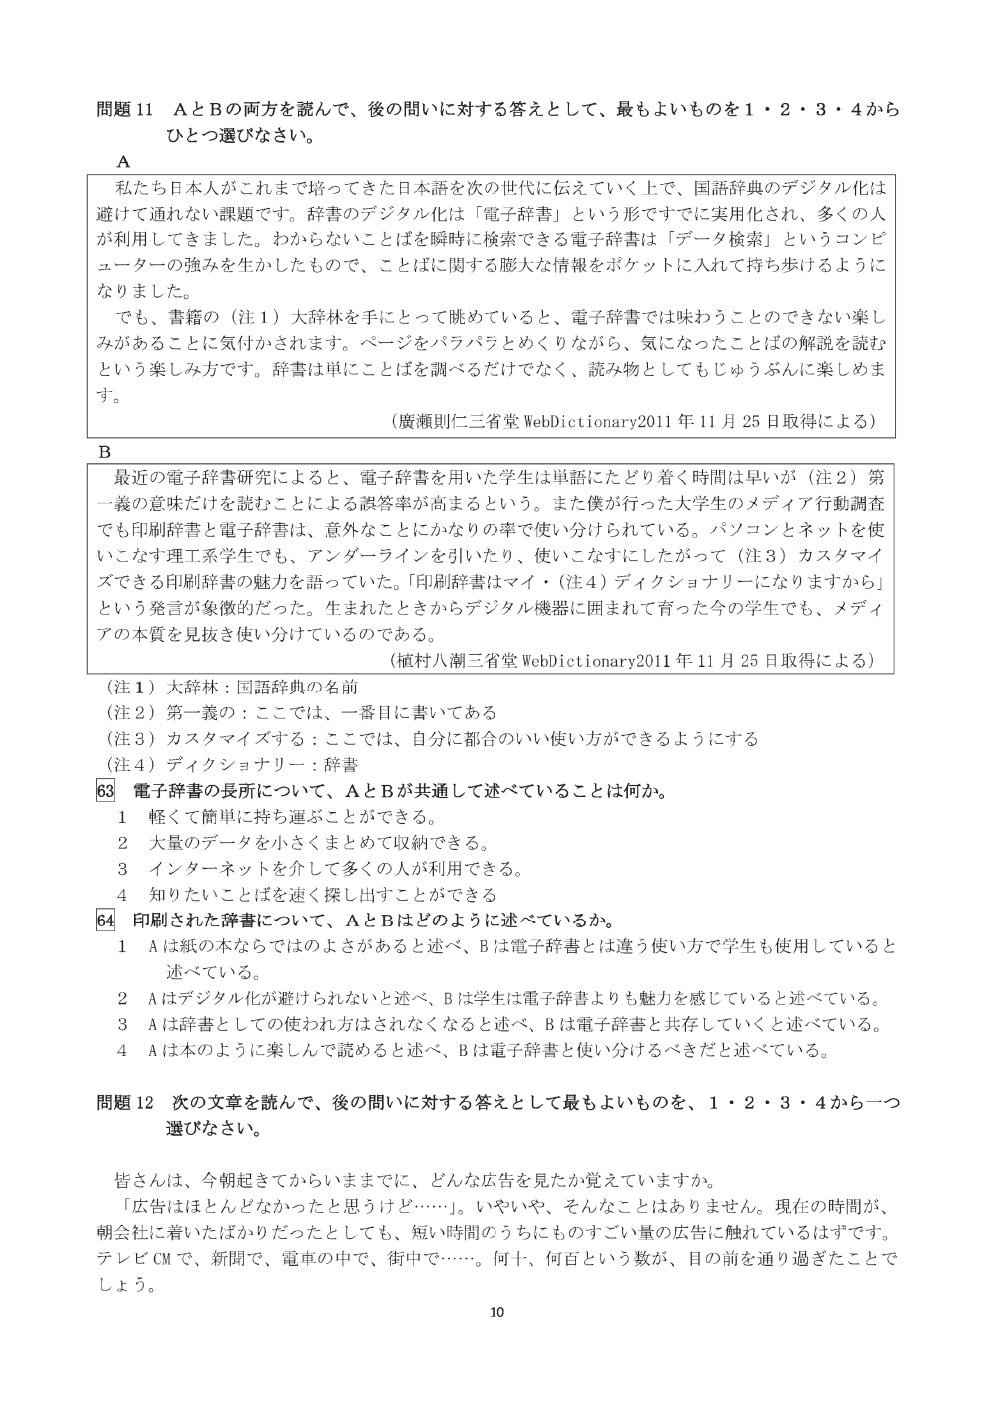 問題 11　AとBの両方を読んで、後の問いに対する答えとして、最もよいものを１・２・３・４から
ひとつ選びなさい。
A
私たち日本人がこれまで培ってきた日本語を次の世代に伝えていく上で、国語辞典のデジタル化は
避けて通れない課題です。辞書のデジタル化は「電子辞書」という形ですでに実用化され、多くの人
が利用してきました。わからないことばを瞬時に検索できる電子辞書は「データ検索」というコンピ
ューターの強みを生かしたもので、ことばに関する膨大な情報をポケットに入れて持ち歩けるように
なりました。
でも、書籍の（注１）大辞林を手にとって眺めていると、電子辞書では味わうことのできない楽し
みがあることに気付かされます。ページをパラパラとめくりながら、気になったことばの解説を読む
という楽しみ方です。辞書は単にことばを調べるだけでなく、読み物としてもじゅうぶんに楽しめま
す。
（廣瀬則仁三省堂 WebDictionary2011 年 11 月 25 日取得による）
B
最近の電子辞書研究によると、電子辞書を用いた学生は単語にたどり着く時間は早いが（注２）第
一義の意味だけを読むことによる誤答率が高まるという。また僕が行った大学生のメディア行動調査
でも印刷辞書と電子辞書は、意外なことにかなりの率で使い分けられている。パソコンとネットを使
いこなす理工系学生でも、アンダーラインを引いたり、使いこなすにしたがって（注３）カスタマイ
ズできる印刷辞書の魅力を語っていた。「印刷辞書はマイ・（注４）ディクショナリーになりますから」
という発言が象徴的だった。生まれたときからデジタル機器に囲まれて育った今の学生でも、メディ
アの本質を見抜き使い分けているのである。
（植村八潮三省堂 WebDictionary2011 年 11 月 25 日取得による）
（注１）大辞林：国語辞典の名前
（注２）第一義の：ここでは、一番目に書いてある
（注３）カスタマイズする：ここでは、自分に都合のいい使い方ができるようにする
（注４）ディクショナリー：辞書
63　電子辞書の長所について、AとBが共通して述べていることは何か。
1　軽くて簡単に持ち運ぶことができる。
2　大量のデータを小さくまとめて収納できる。
3　インターネットを介して多くの人が利用できる。
4　知りたいことばを速く探し出すことができる
64　印刷された辞書について、AとBはどのように述べているか。
1　Aは紙の本ならではのよさがあると述べ、Bは電子辞書とは違う使い方で学生も使用していると
述べている。
2　Aはデジタル化が避けられないと述べ、Bは学生は電子辞書よりも魅力を感じていると述べている。
3　Aは辞書としての使われ方はされなくなると述べ、Bは電子辞書と共存していくと述べている。
4　Aは本のように楽しんで読めると述べ、Bは電子辞書と使い分けるべきだと述べている。
問題 12　次の文章を読んで、後の問いに対する答えとして最もよいものを、１・２・３・４から一つ
選びなさい。
皆さんは、今朝起きてからいままでに、どんな広告を見たか覚えていますか。
「広告はほとんどなかったと思うけど……」。いやいや、そんなことはありません。現在の時間が、
朝会社に着いたばかりだったとしても、短い時間のうちにものすごい量の広告に触れているはずです。
テレビ CM で、新聞で、電車の中で、街中で……。何十、何百という数が、目の前を通り過ぎたことで
しょう。
10